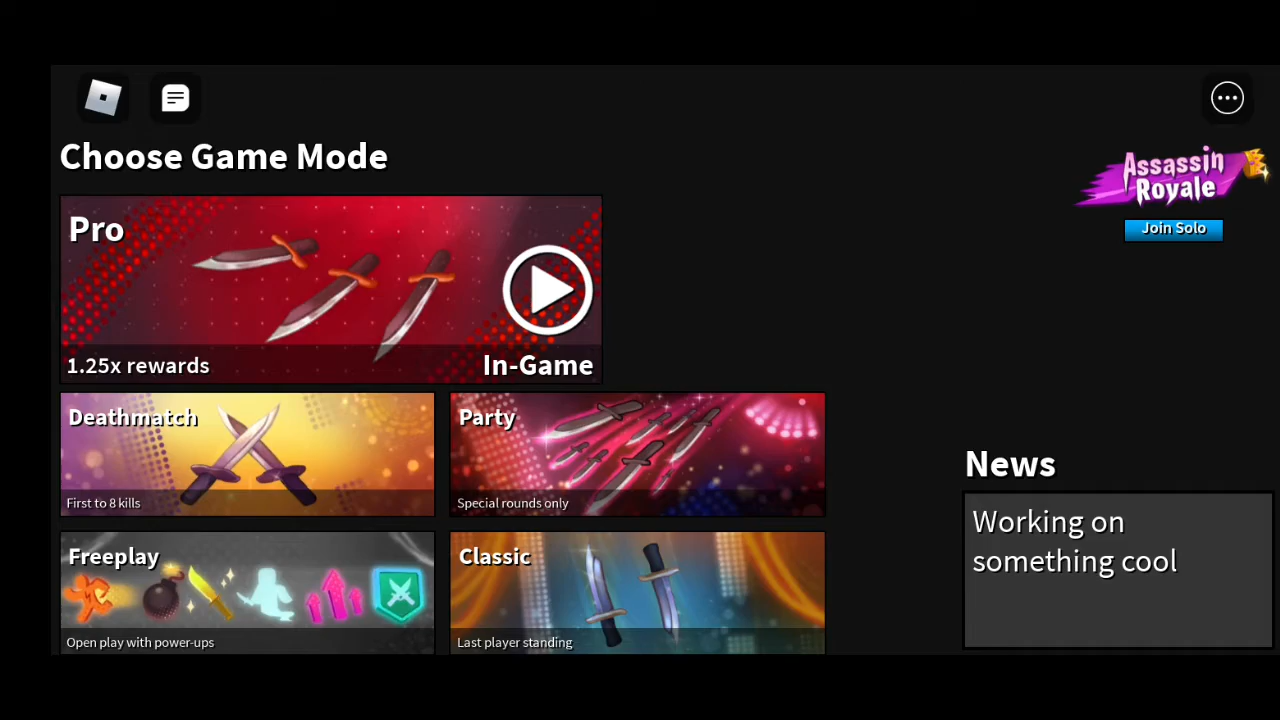 Choose Game Mode
Assassin
Royale
Join Solo
Pro
1.25x rewards
In-Game
Deathmatch
First to 8 kills
Party
Special rounds only
Freeplay
Open play with power-ups
Classic
Last player standing
News
Working on
something cool